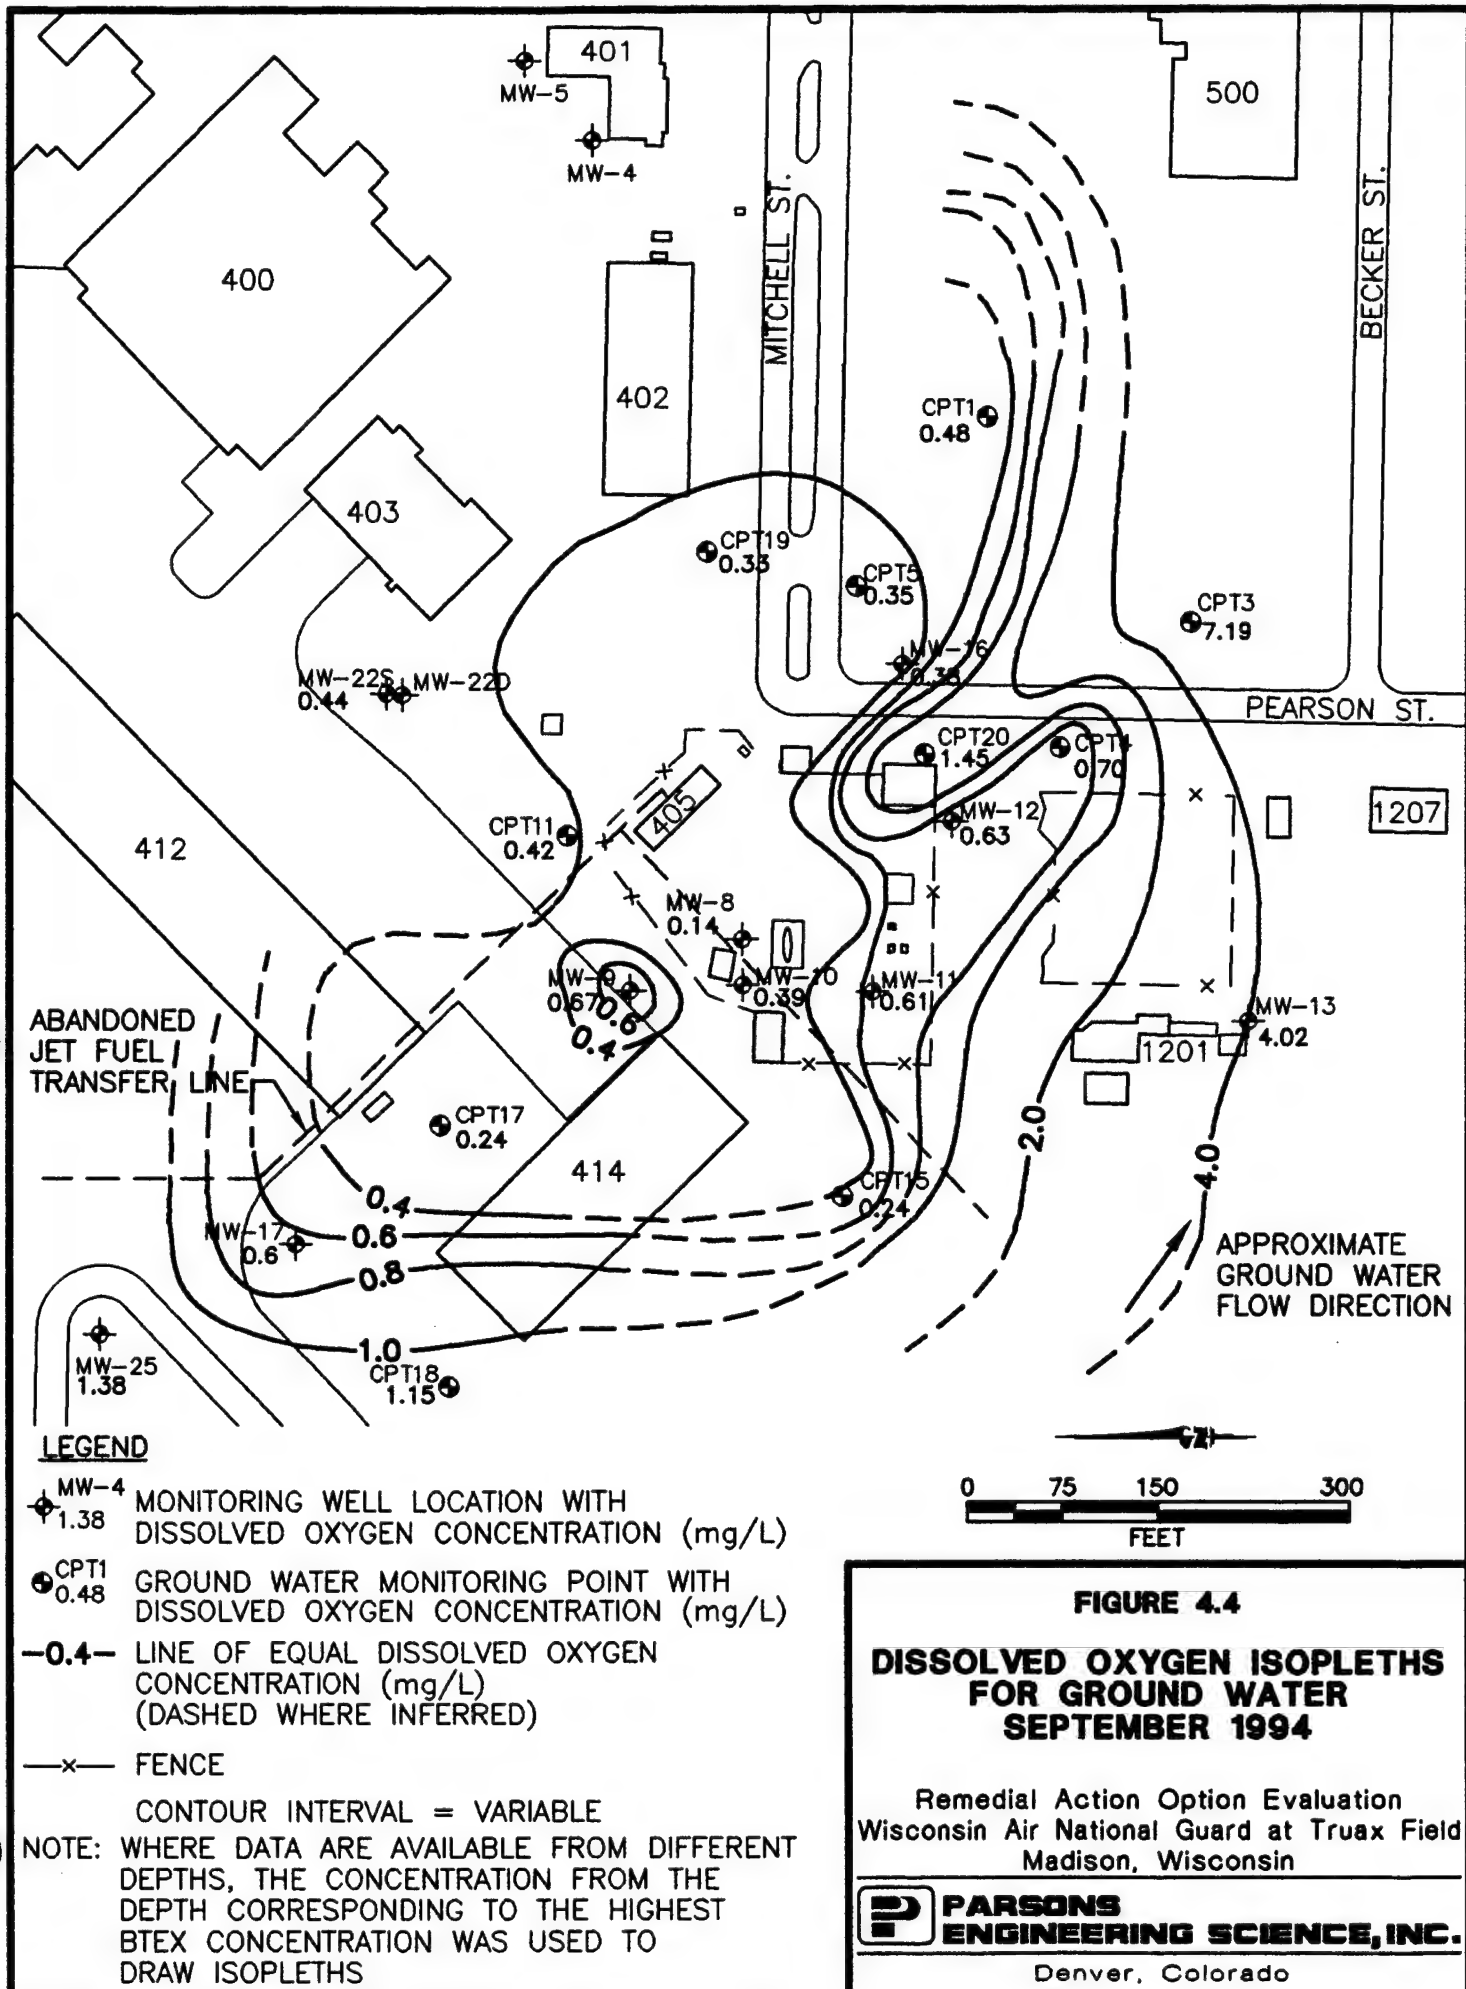 401
MW-5
MW-4
500
MITCHELL ST.
BECKER ST.
400
402
CPT1
0.48
403
CPT19
0.33
CPT5
0.35
CPT3
7.19
MW-16
0.38
MW-22S
0.44
MW-22D
PEARSON ST.
CPT20
1.45
CPT4
0.70
405
1207
412
CPT11
0.42
MW-12
0.63
MW-8
0.14
MW-9
0.67
MW-10
0.39
MW-11
0.61
0.6
0.4
MW-13
4.02
1201
ABANDONED
JET FUEL
TRANSFER LINE
CPT17
0.24
414
2.0
4.0
CPT15
0.24
0.4
MW-17
0.6
0.6
0.8
APPROXIMATE
GROUND WATER
FLOW DIRECTION
1.0
MW-25
1.38
CPT18
1.15
LEGEND
MW-4
1.38
MONITORING WELL LOCATION WITH
DISSOLVED OXYGEN CONCENTRATION (mg/L)
CPT1
0.48
GROUND WATER MONITORING POINT WITH
DISSOLVED OXYGEN CONCENTRATION (mg/L)
-0.4- LINE OF EQUAL DISSOLVED OXYGEN
CONCENTRATION (mg/L)
(DASHED WHERE INFERRED)
—x— FENCE
CONTOUR INTERVAL = VARIABLE
NOTE: WHERE DATA ARE AVAILABLE FROM DIFFERENT
DEPTHS, THE CONCENTRATION FROM THE
DEPTH CORRESPONDING TO THE HIGHEST
BTEX CONCENTRATION WAS USED TO
DRAW ISOPLETHS
0 75 150 300
FEET
FIGURE 4.4
DISSOLVED OXYGEN ISOPLETHS
FOR GROUND WATER
SEPTEMBER 1994
Remedial Action Option Evaluation
Wisconsin Air National Guard at Truax Field
Madison, Wisconsin
PARSONS
ENGINEERING SCIENCE, INC.
Denver, Colorado